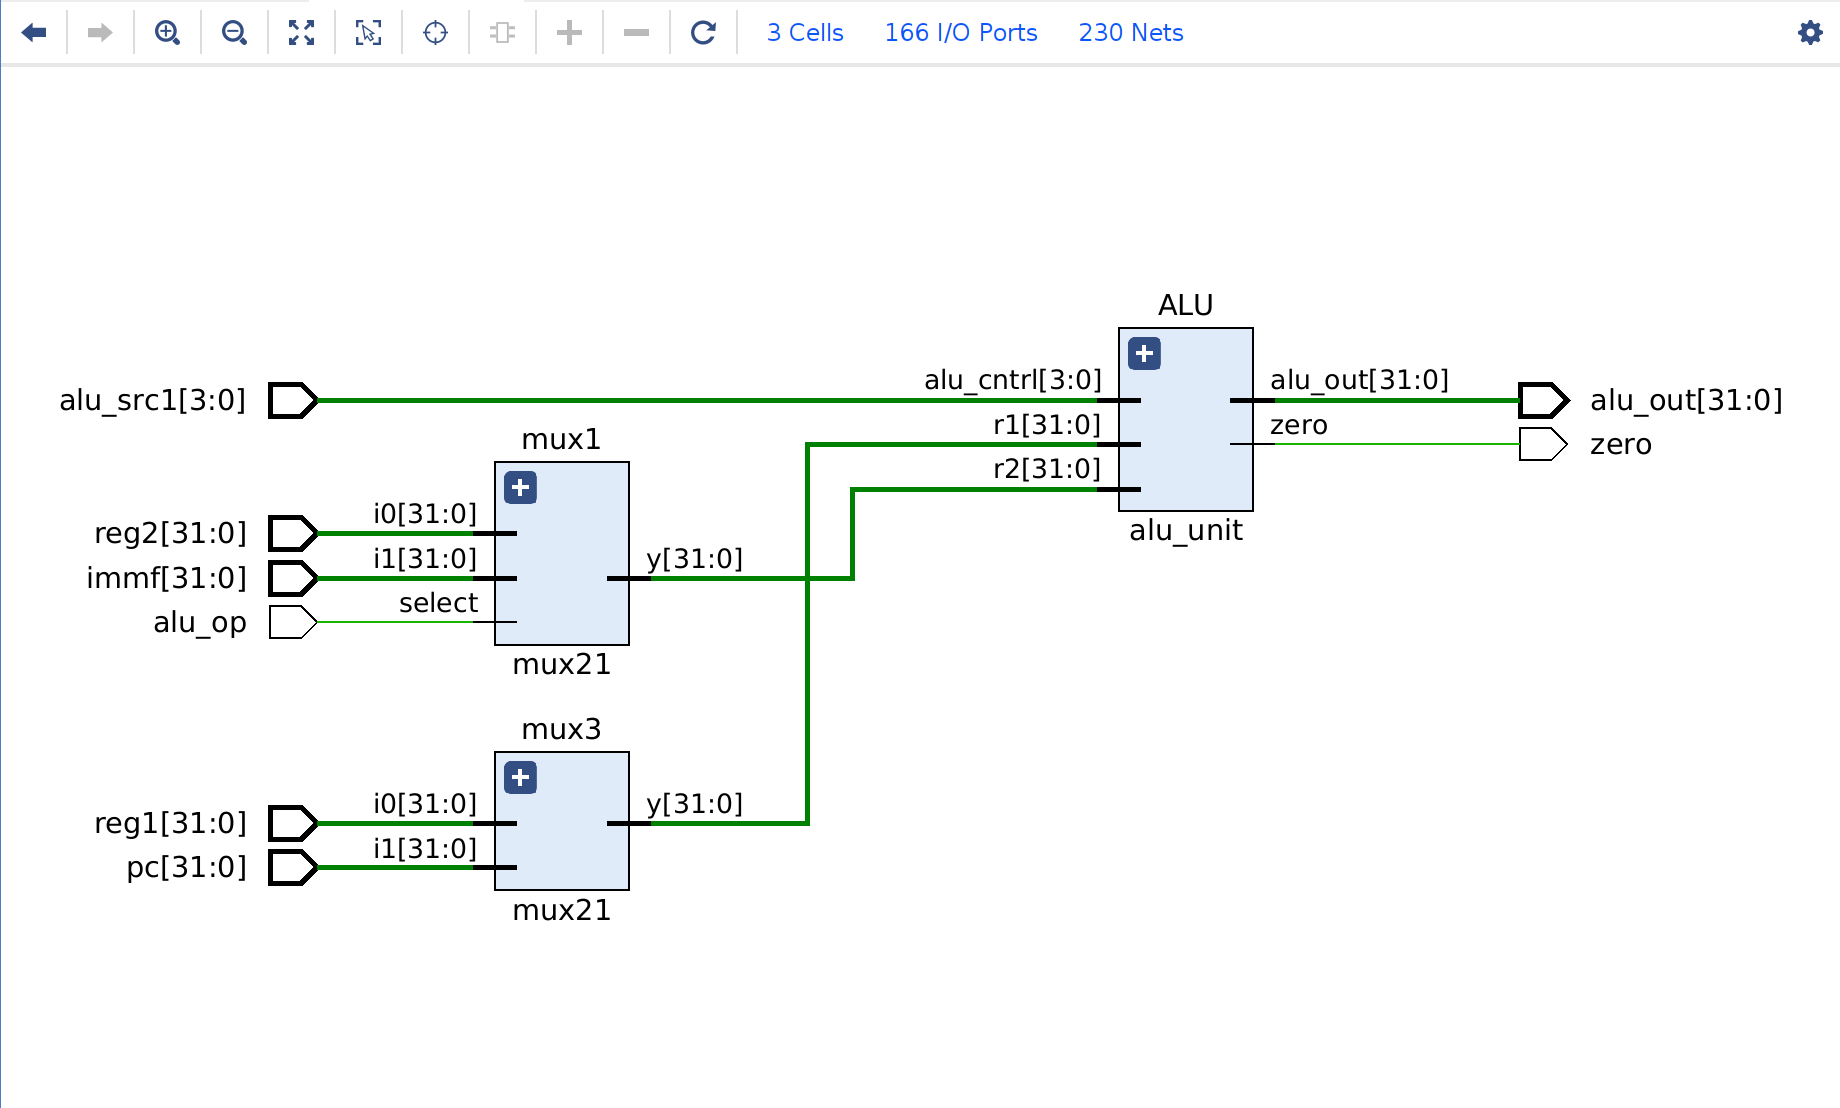 3 Cells 166 I/O Ports 230 Nets
ALU
alu_src1[3:0] alu_cntrl[3:0] alu_out[31:0] alu_out[31:0]
r1[31:0] zero zero
r2[31:0]
alu_unit
mux1
reg2[31:0] i0[31:0]
immf[31:0] i1[31:0] y[31:0]
alu_op select
mux21
mux3
reg1[31:0] i0[31:0] y[31:0]
pc[31:0] i1[31:0]
mux21